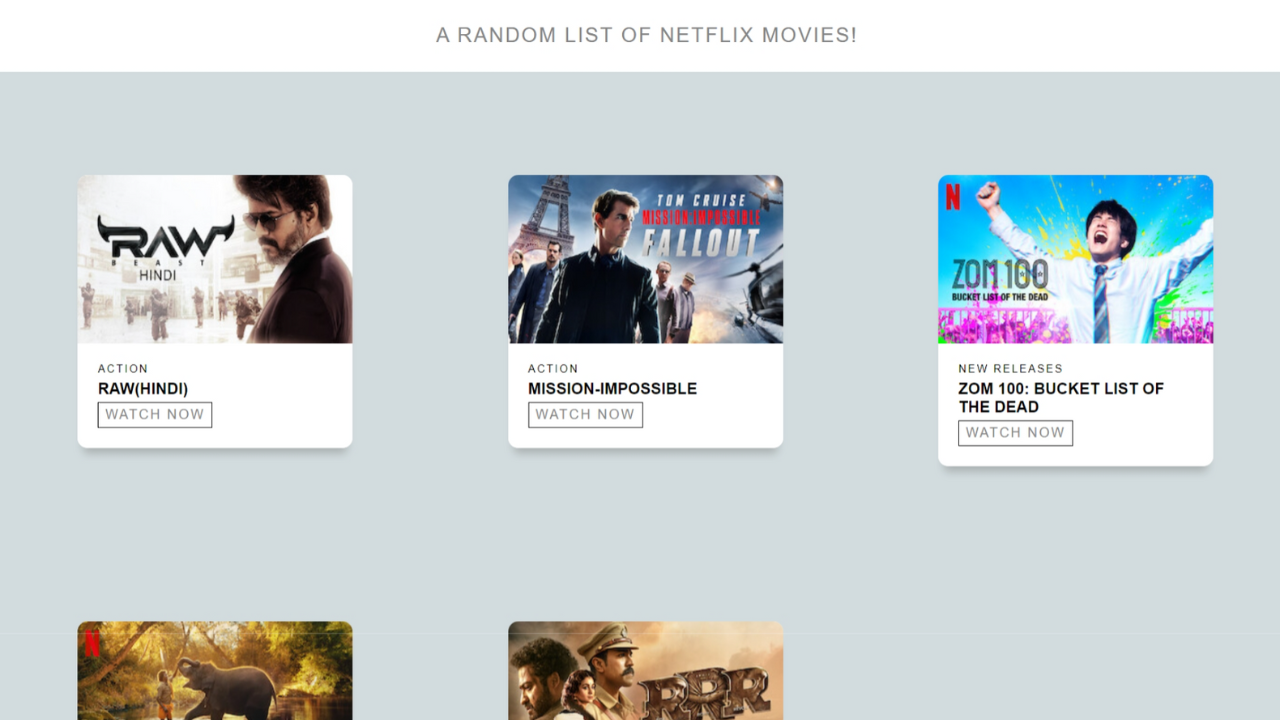 A RANDOM LIST OF NETFLIX MOVIES!
RAW
BEAST
HINDI
ACTION
RAW(HINDI)
WATCH NOW
TOM CRUISE
MISSION:IMPOSSIBLE
FALLOUT
ACTION
MISSION-IMPOSSIBLE
WATCH NOW
N
ZOM 100
BUCKET LIST OF THE DEAD
NEW RELEASES
ZOM 100: BUCKET LIST OF
THE DEAD
WATCH NOW
N
RRR